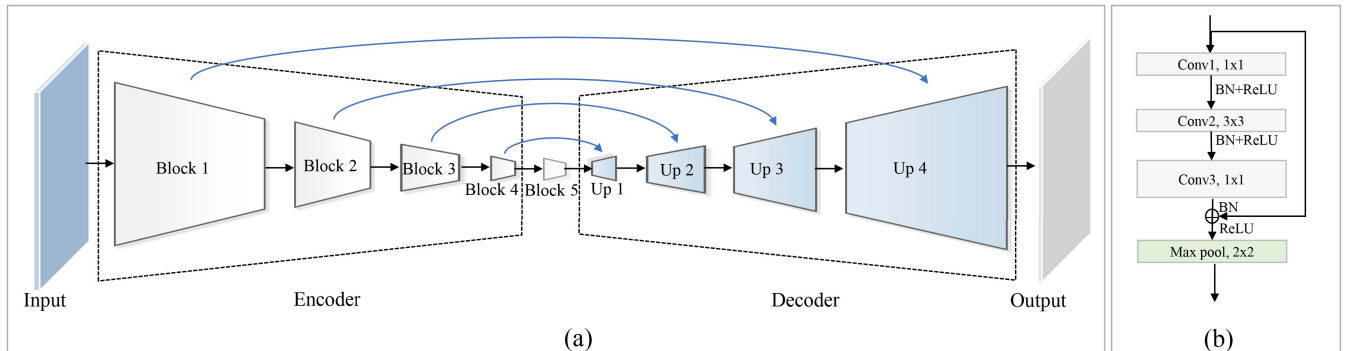 Block 1
Block 2
Block 3
Block 4
Block 5
Up 1
Up 2
Up 3
Up 4
Input
Encoder
Decoder
Output
(a)
Conv1, 1x1
BN+ReLU
Conv2, 3x3
BN+ReLU
Conv3, 1x1
BN
ReLU
Max pool, 2x2
(b)